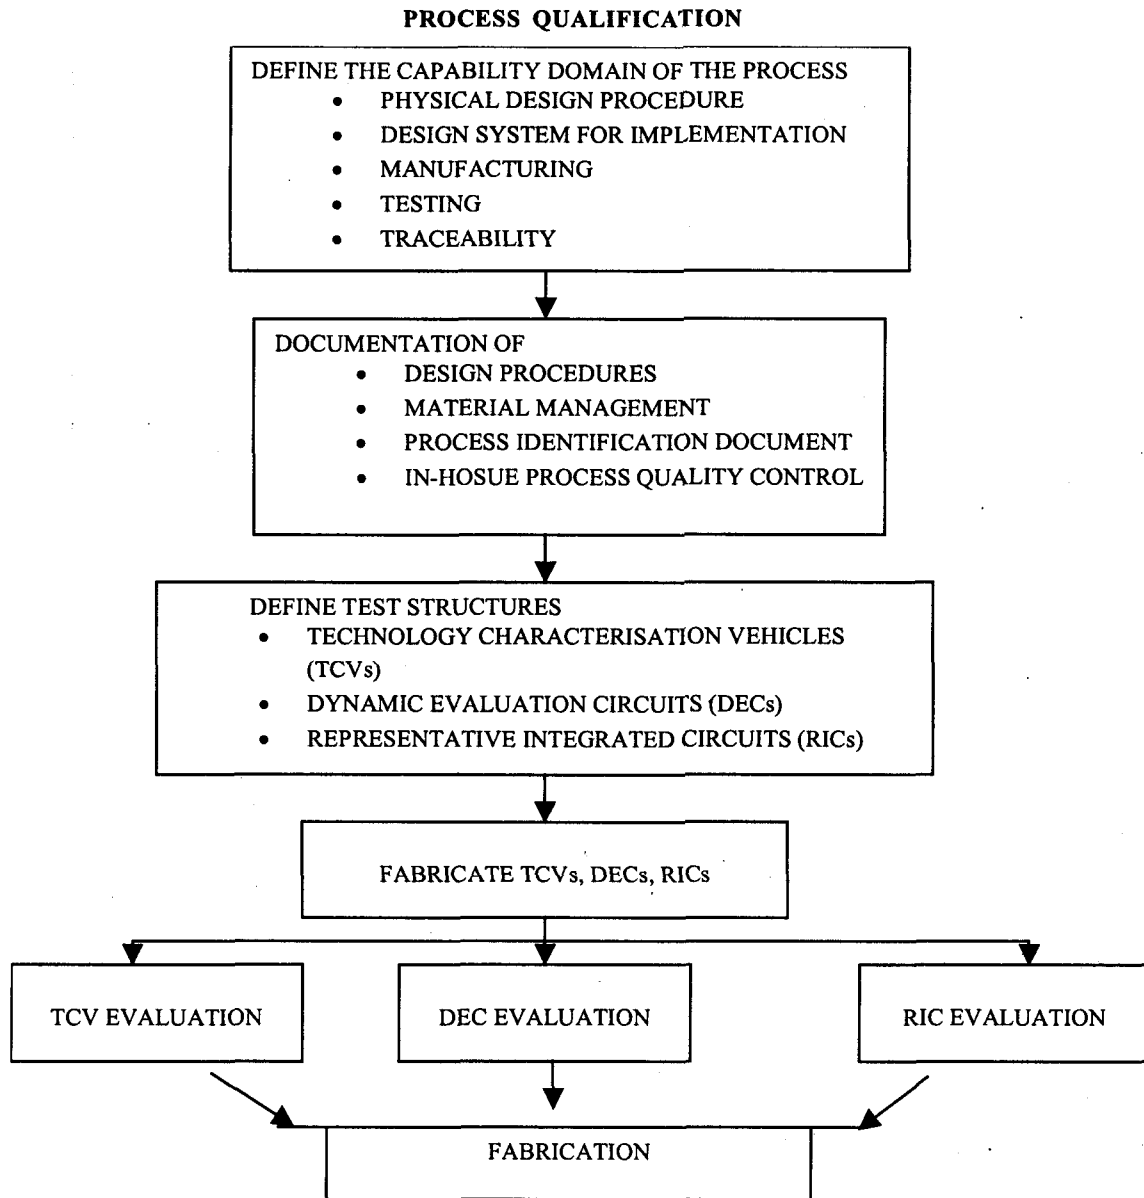 PROCESS QUALIFICATION
DEFINE THE CAPABILITY DOMAIN OF THE PROCESS
• PHYSICAL DESIGN PROCEDURE
• DESIGN SYSTEM FOR IMPLEMENTATION
• MANUFACTURING
• TESTING
• TRACEABILITY
DOCUMENTATION OF
• DESIGN PROCEDURES
• MATERIAL MANAGEMENT
• PROCESS IDENTIFICATION DOCUMENT
• IN-HOSUE PROCESS QUALITY CONTROL
DEFINE TEST STRUCTURES
• TECHNOLOGY CHARACTERISATION VEHICLES
(TCVs)
• DYNAMIC EVALUATION CIRCUITS (DECs)
• REPRESENTATIVE INTEGRATED CIRCUITS (RICs)
FABRICATE TCVs, DECs, RICs
TCV EVALUATION
DEC EVALUATION
RIC EVALUATION
FABRICATION